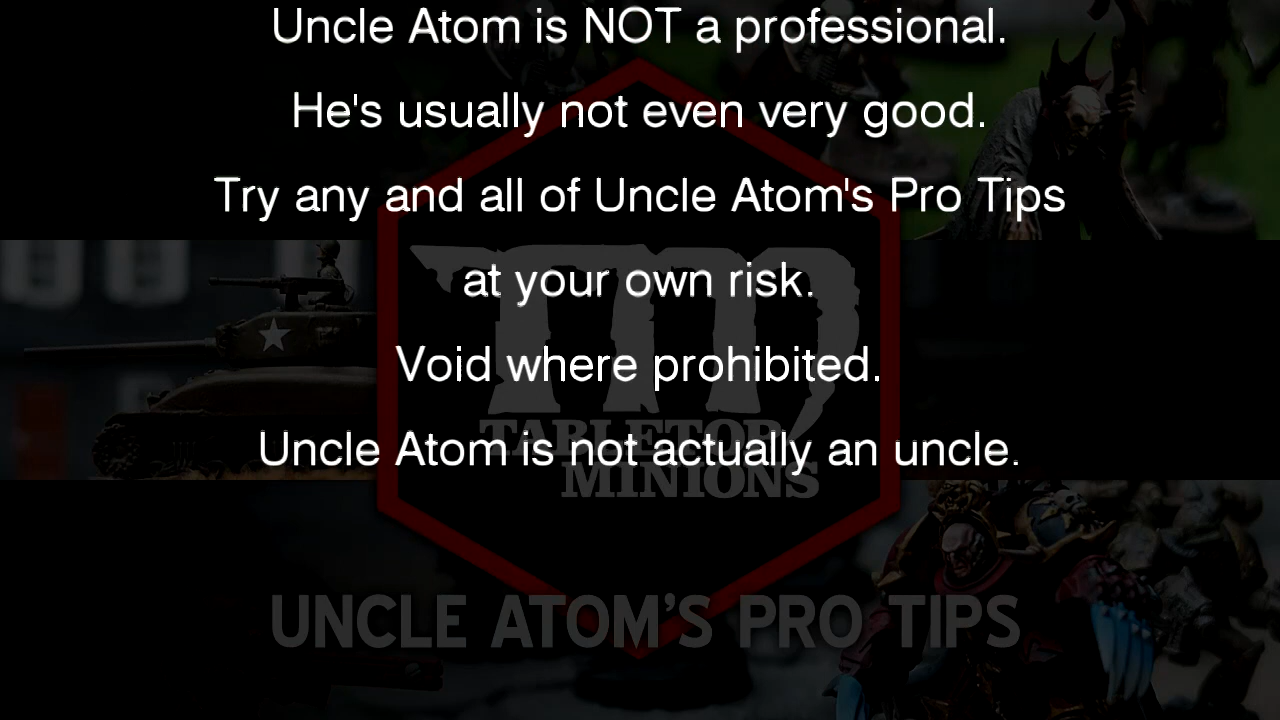 Uncle Atom is NOT a professional.
He's usually not even very good.
Try any and all of Uncle Atom's Pro Tips
at your own risk.
Void where prohibited.
Uncle Atom is not actually an uncle.
TM
TABLETOP
MINIONS
UNCLE ATOM'S PRO TIPS